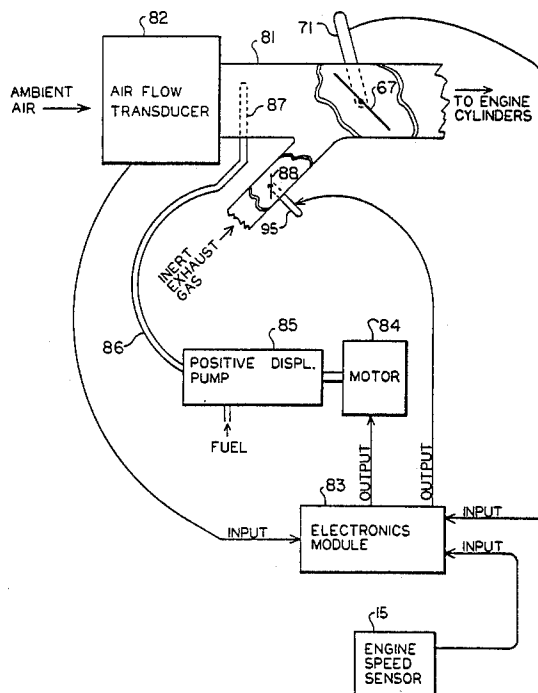 82
71
81
AMBIENT
AIR
AIR FLOW
TRANSDUCER
87
67
TO ENGINE
CYLINDERS
88
95
INERT
EXHAUST
GAS
86
85
84
POSITIVE DISPL.
PUMP
MOTOR
FUEL
OUTPUT
OUTPUT
83
INPUT
ELECTRONICS
MODULE
INPUT
INPUT
15
ENGINE
SPEED
SENSOR